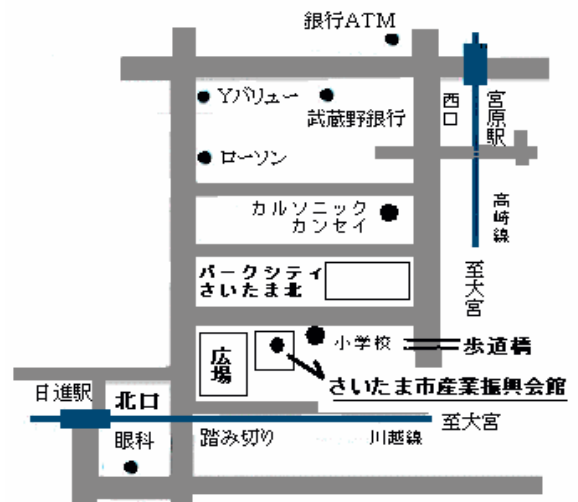 銀行ATM
Yバリュー
武蔵野銀行
西口
宮原駅
ローソン
カルソニック
カンセイ
高崎線
至大宮
パークシティ
さいたま北
広場
小学校
歩道橋
さいたま市産業振興会館
日進駅
北口
眼科
踏み切り
川越線
至大宮